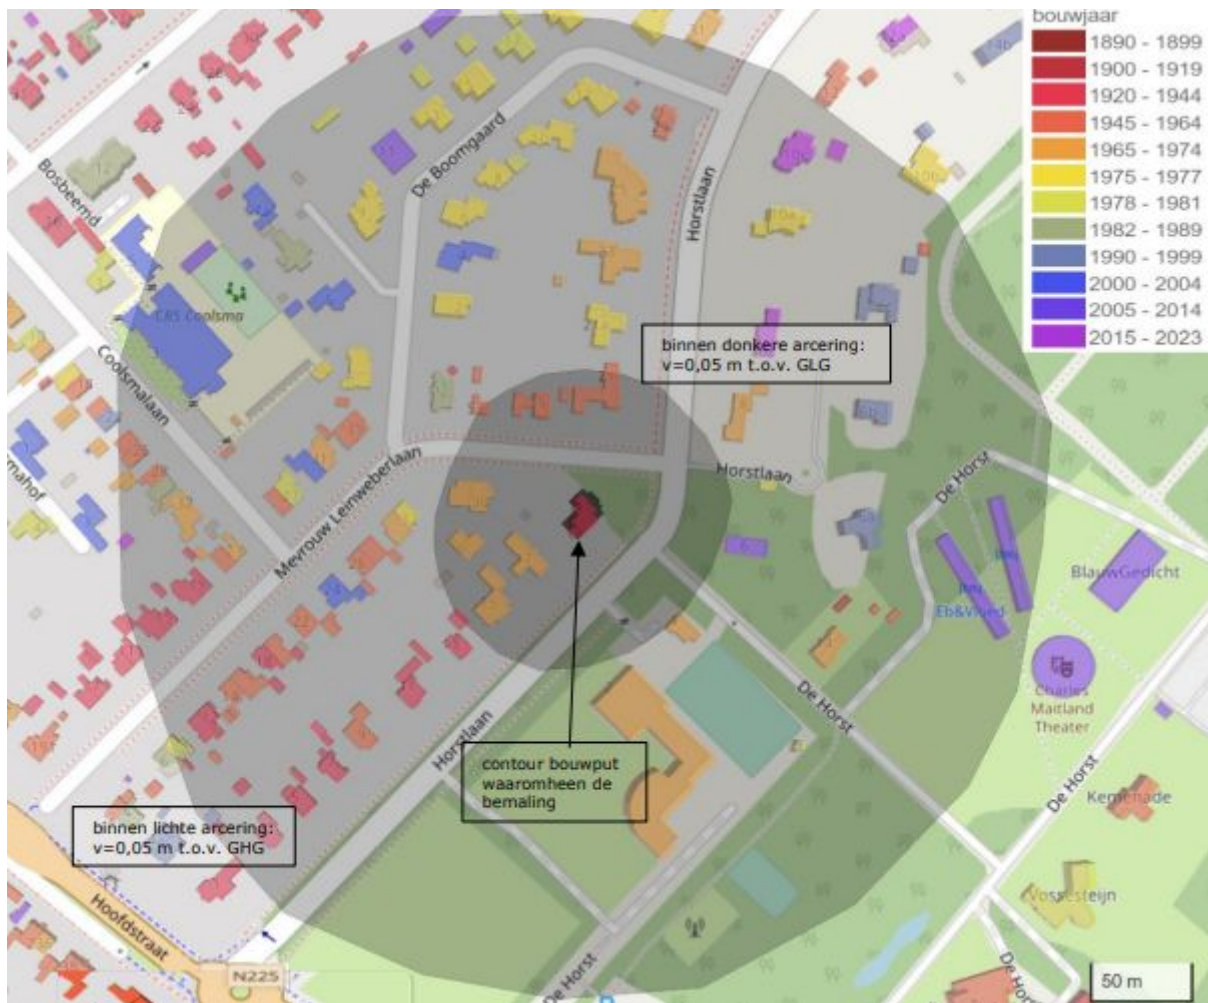 bouwjaar
1890 - 1899
1900 - 1919
1920 - 1944
1945 - 1964
1965 - 1974
1975 - 1977
1978 - 1981
1982 - 1989
1990 - 1999
2000 - 2004
2005 - 2014
2015 - 2023
Bosbeemd
De Boomgaard
Horstlaan
CBS Coolsma
Coolsmalaan
binnen donkere arcering:
v=0,05 m t.o.v. GLG
Mevrouw Leinweberlaan
Horstlaan
De Horst
mahof
BlauwGedicht
Eb&Vloed
Charles
Maitland
Theater
De Horst
Horstlaan
contour bouwput
waaromheen de
bemaling
De Horst
Kemenade
binnen lichte arcering:
v=0,05 m t.o.v. GHG
Vossesteijn
Hoofdstraat
N225
De Horst
De Horst
50 m